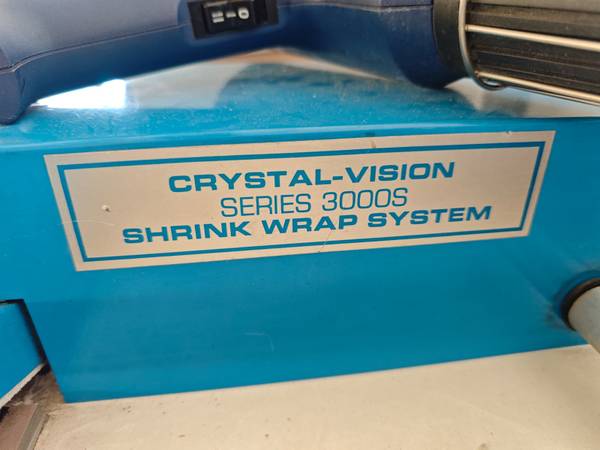 CRYSTAL-VISION
SERIES 3000S
SHRINK WRAP SYSTEM